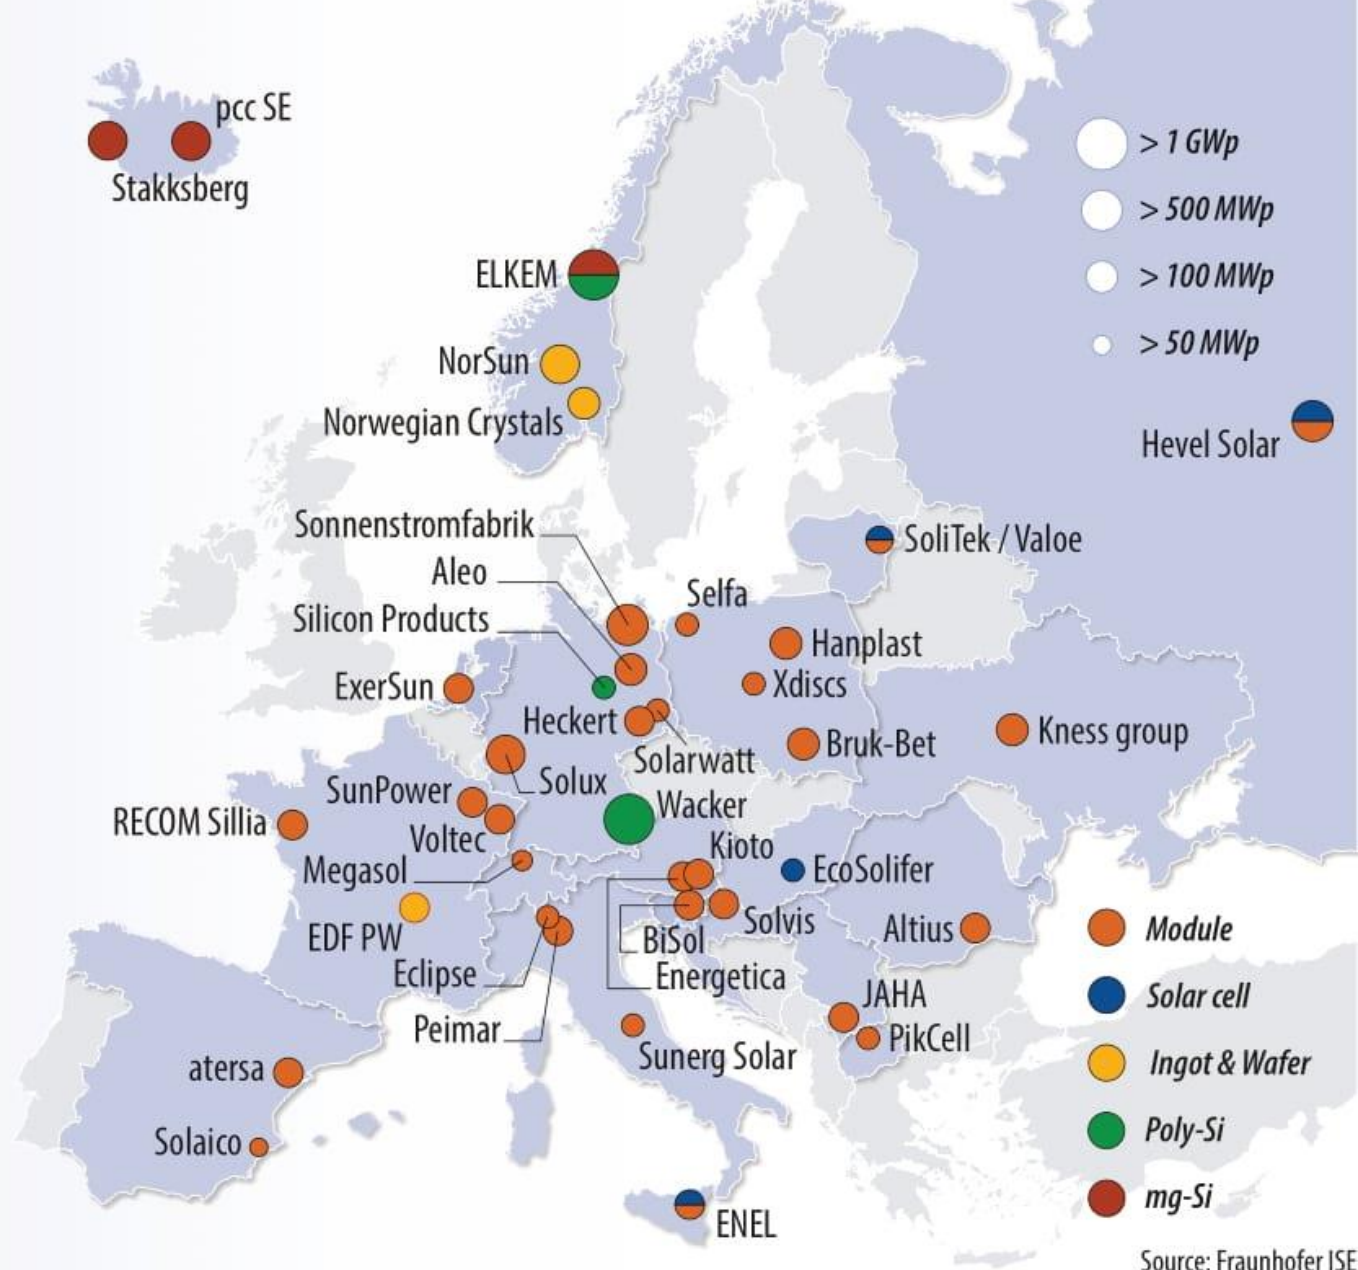 pcc SE
Stakksberg
> 1 GWp
> 500 MWp
> 100 MWp
> 50 MWp
ELKEM
NorSun
Norwegian Crystals
Hevel Solar
Sonnenstromfabrik
SoliTek / Valoe
Aleo
Selfa
Silicon Products
Hanplast
ExerSun
Xdiscs
Heckert
Bruk-Bet
Kness group
Solarwatt
Solux
SunPower
Wacker
RECOM Sillia
Voltec
Kioto
Megasol
EcoSolifer
EDF PW
Solvis
Altius
Module
BiSol
Eclipse
Energetica
JAHA
Solar cell
Peimar
PikCell
Sunerg Solar
Ingot & Wafer
atersa
Poly-Si
Solaico
mg-Si
ENEL
Source: Fraunhofer ISE